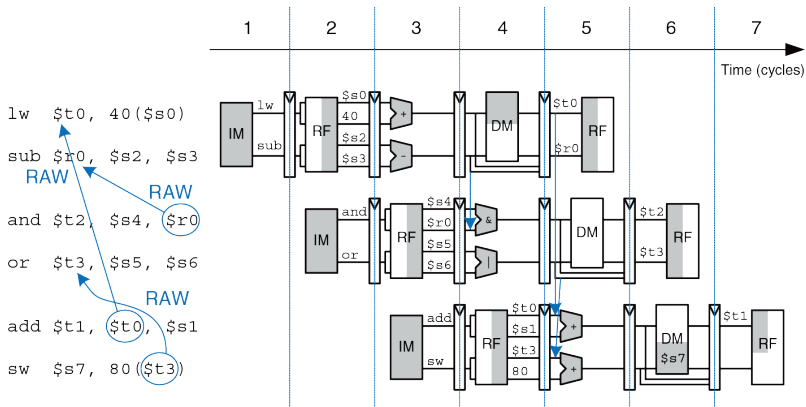 1 2 3 4 5 6 7
Time (cycles)
lw $t0, 40($s0)
sub $r0, $s2, $s3
RAW
RAW
and $t2, $s4, $r0
or $t3, $s5, $s6
RAW
add $t1, $t0, $s1
sw $s7, 80($t3)
IM
lw
sub
RF
$s0
40
$s2
$s3
+
-
DM
$t0
$r0
RF
IM
and
or
RF
$s4
$r0
$s5
$s6
&
|
DM
$t2
$t3
RF
IM
add
sw
RF
$t0
$s1
$t3
80
+
+
DM
$s7
$t1
RF